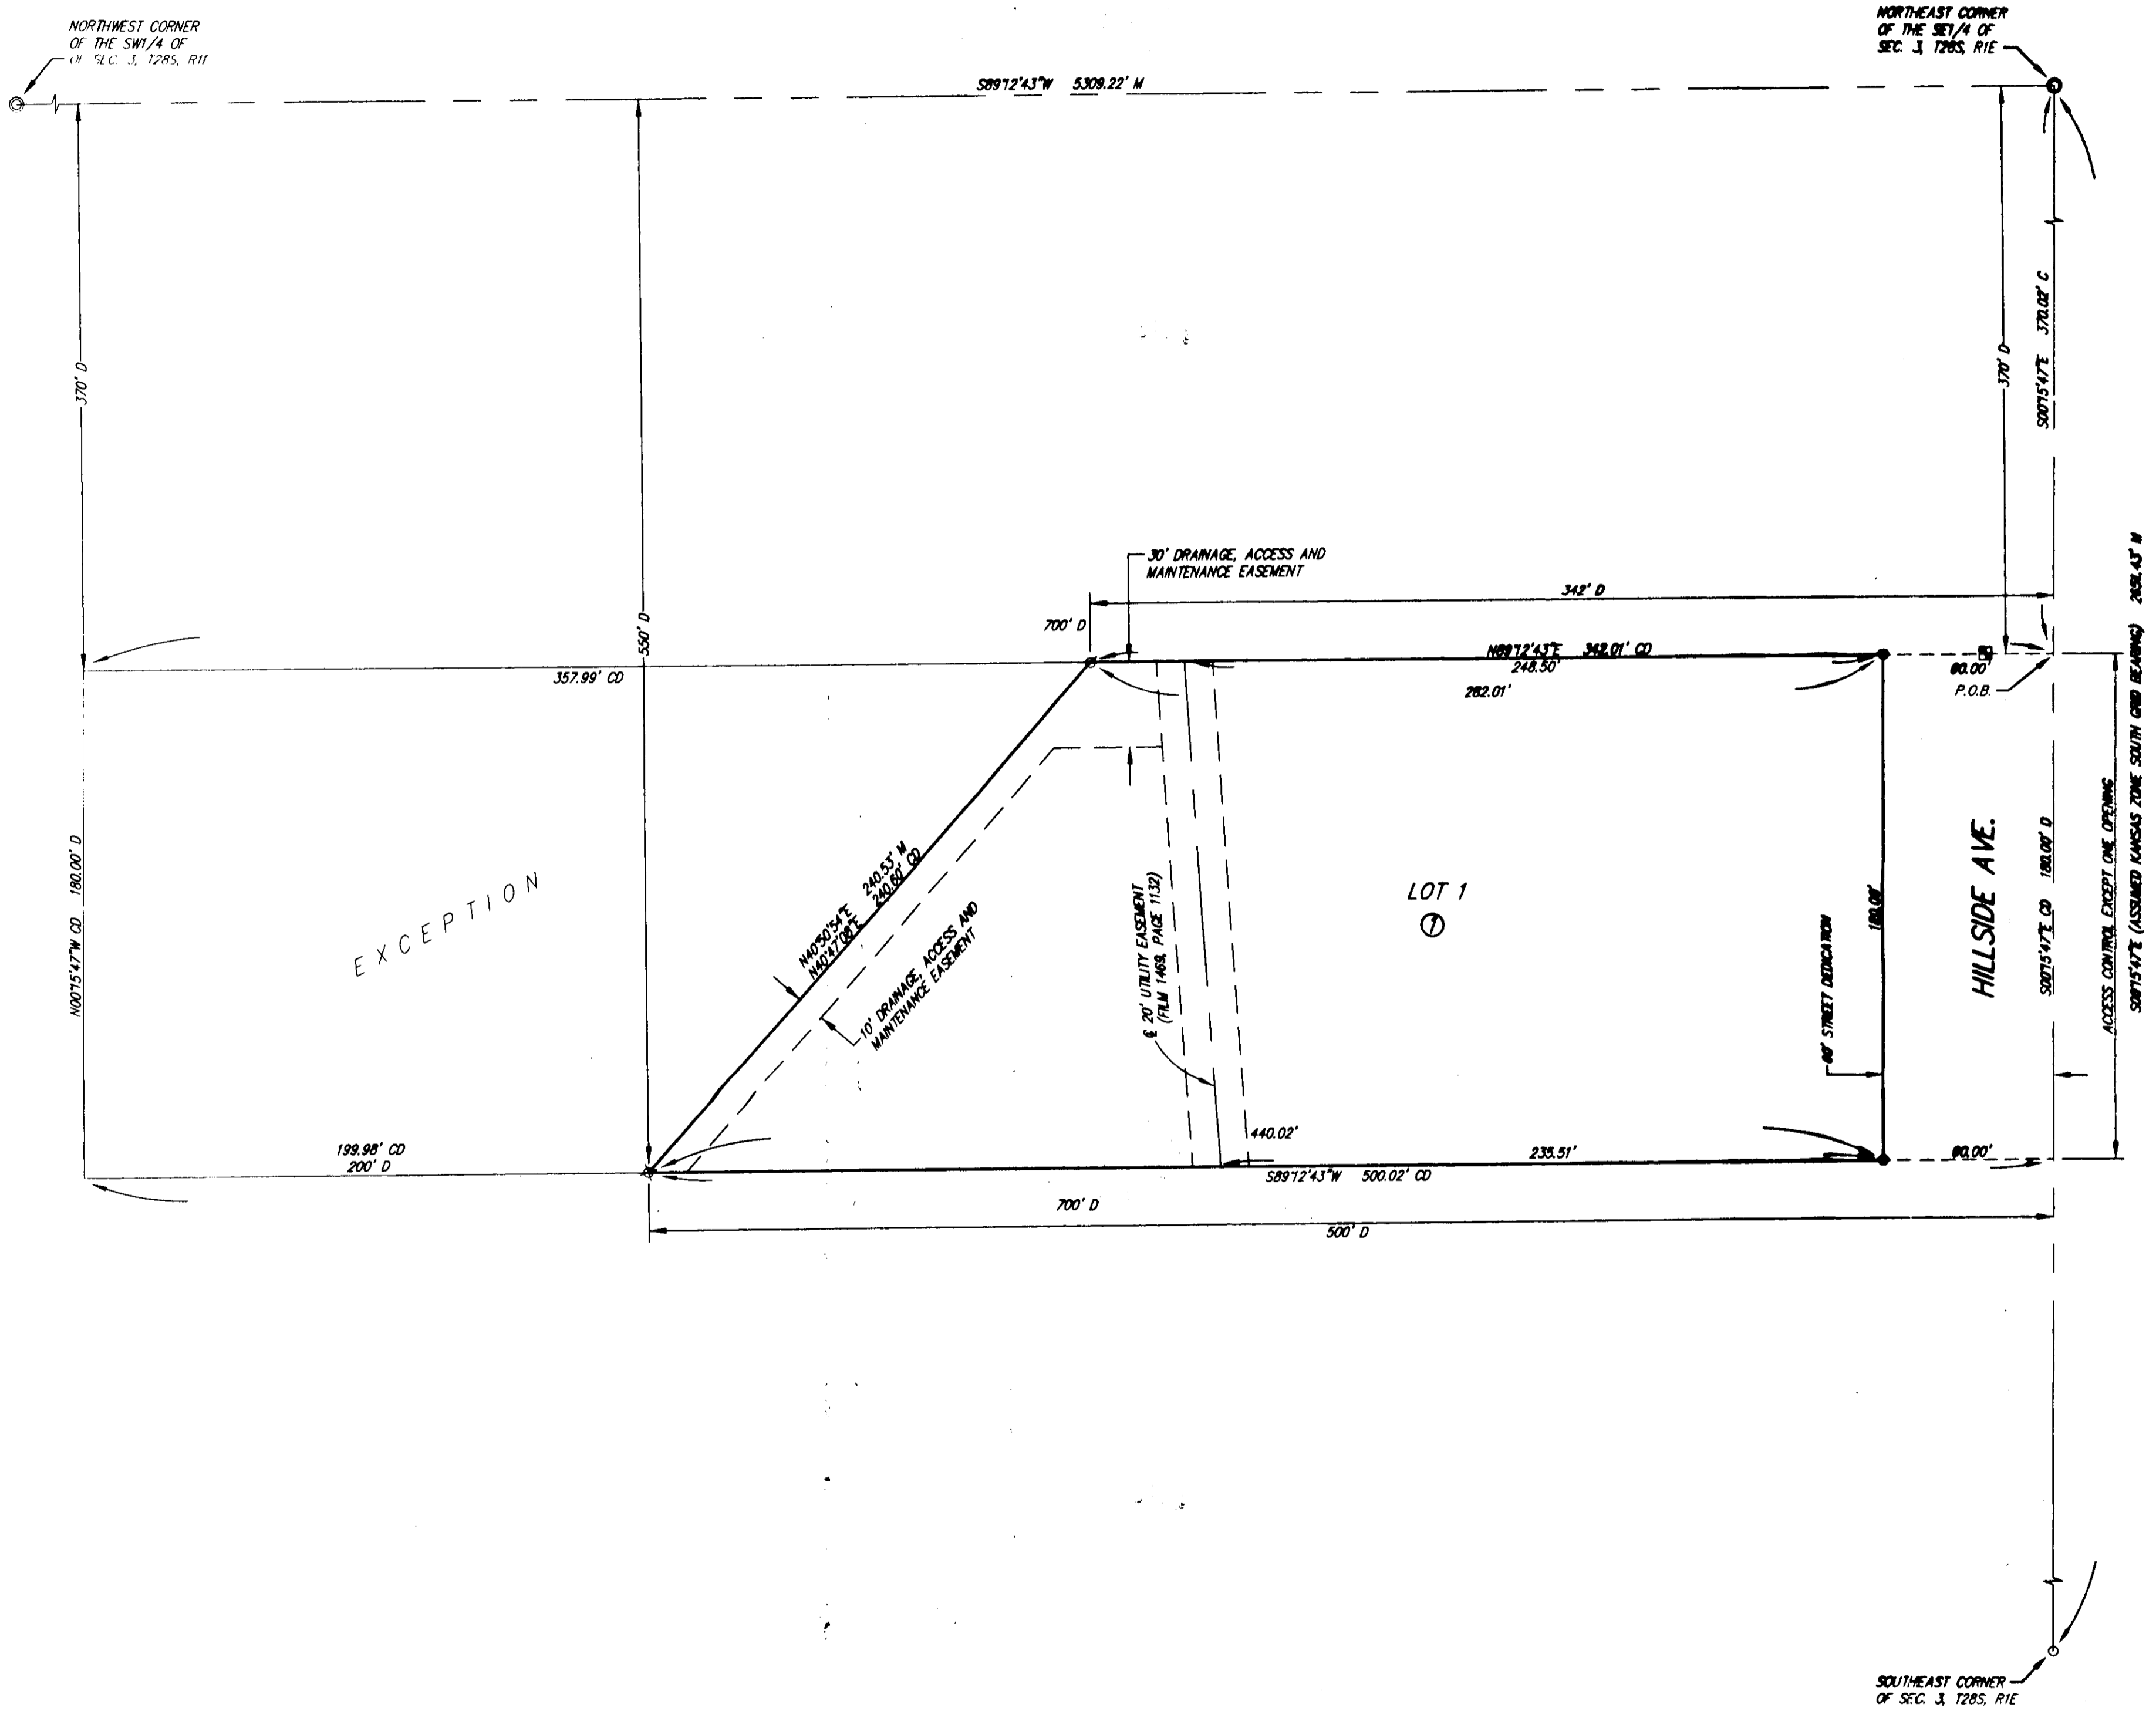 NORTHWEST CORNER
OF THE SW1/4 OF
OF SEC. 3, T28S, R1E
NORTHEAST CORNER
OF THE SE1/4 OF
SEC. 3, T28S, R1E
S89°12'43"W 5309.22' M
370' D
550' D
370' D
S00°15'47"E 370.02' C
30' DRAINAGE, ACCESS AND
MAINTENANCE EASEMENT
342' D
700' D
N89°12'43"E 342.01' CD
248.50'
282.01'
60.00'
P.O.B.
357.99' CD
N00°15'47"W CD 180.00' D
EXCEPTION
N40°50'54"E 240.53' M
N40°47'08"E 240.60' CD
10' DRAINAGE, ACCESS AND
MAINTENANCE EASEMENT
℄ 20' UTILITY EASEMENT
(FILM 1469, PAGE 1132)
LOT 1
1
60' STREET DEDICATION
180.00'
HILLSIDE AVE.
S00°15'47"E CD 180.00' D
ACCESS CONTROL EXCEPT ONE OPENING
S00°15'47"E (ASSUMED KANSAS ZONE SOUTH GRID BEARING)
199.98' CD
200' D
440.02'
235.51'
60.00'
S89°12'43"W 500.02' CD
700' D
500' D
SOUTHEAST CORNER
OF SEC. 3, T28S, R1E